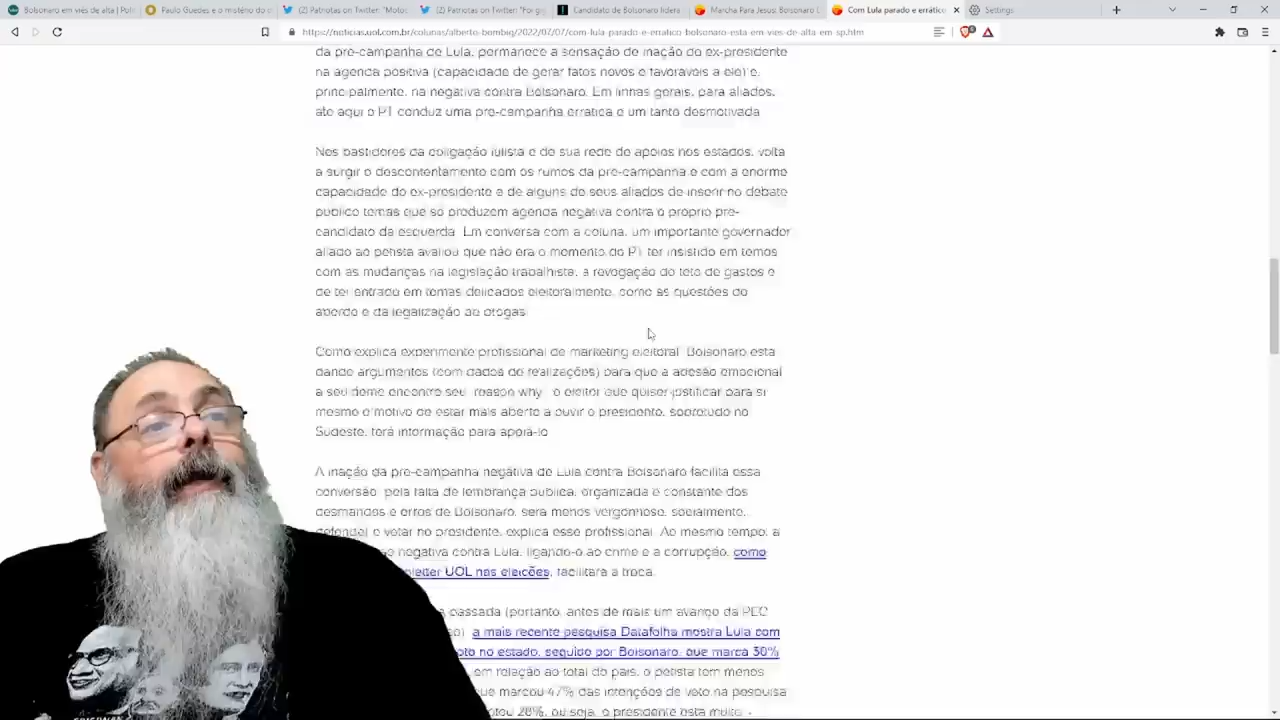 Bolsonaro em viés de alta | Polí
Paulo Guedes e o mistério do c
(2) Patriotas on Twitter: "Motoc
(2) Patriotas on Twitter: "Foi g
Candidato de Bolsonaro lidera
Marcha Para Jesus: Bolsonaro (
Com Lula parado e errático
Settings
https://noticias.uol.com.br/colunas/alberto-bombig/2022/07/07/com-lula-parado-e-erratico-bolsonaro-esta-em-vies-de-alta-em-sp.htm
da pré-campanha de Lula, permanece a sensação de inação do ex-presidente
na agenda positiva (capacidade de gerar fatos novos e favoráveis a ele) e,
principalmente, na negativa contra Bolsonaro. Em linhas gerais, para aliados,
até aqui o PT conduz uma pré-campanha errática e um tanto desmotivada
Nos bastidores da coligação lulista e de sua rede de apoios nos estados, volta
a surgir o descontentamento com os rumos da pré-campanha e com a enorme
capacidade do ex-presidente e de alguns de seus aliados de inserir no debate
público temas que só produzem agenda negativa contra o próprio pré-
candidato da esquerda. Em conversa com a coluna, um importante governador
aliado ao petista avaliou que não era o momento do PT ter insistido em temas
com as mudanças na legislação trabalhista, a revogação do teto de gastos e
de ter entrado em temas delicados eleitoralmente, como as questões do
aborto e da legalização de drogas
Como explica experiente profissional de marketing eleitoral, Bolsonaro está
dando argumentos (com dados de realizações) para que a adesão emocional
a seu nome encontre seu "reason why": o eleitor que quiser justificar para si
mesmo o motivo de estar mais aberto a ouvir o presidente, sobretudo no
Sudeste, terá informação para apoiá-lo
A inação da pré-campanha negativa de Lula contra Bolsonaro facilita essa
conversão: pela falta de lembrança pública, organizada e constante dos
desmandos e erros de Bolsonaro, será menos vergonhoso, socialmente,
defender e votar no presidente, explica esse profissional. Ao mesmo tempo, a
negativa contra Lula, ligando-o ao crime e à corrupção, como
UOL nas eleições, facilitará a troca.
passada (portanto, antes de mais um avanço da PEC
a mais recente pesquisa Datafolha mostra Lula com
no estado, seguido por Bolsonaro, que marca 30%
em relação ao total do país, o petista tem menos
que marcou 47% das intenções de voto na pesquisa
28%, ou seja, o presidente está muito